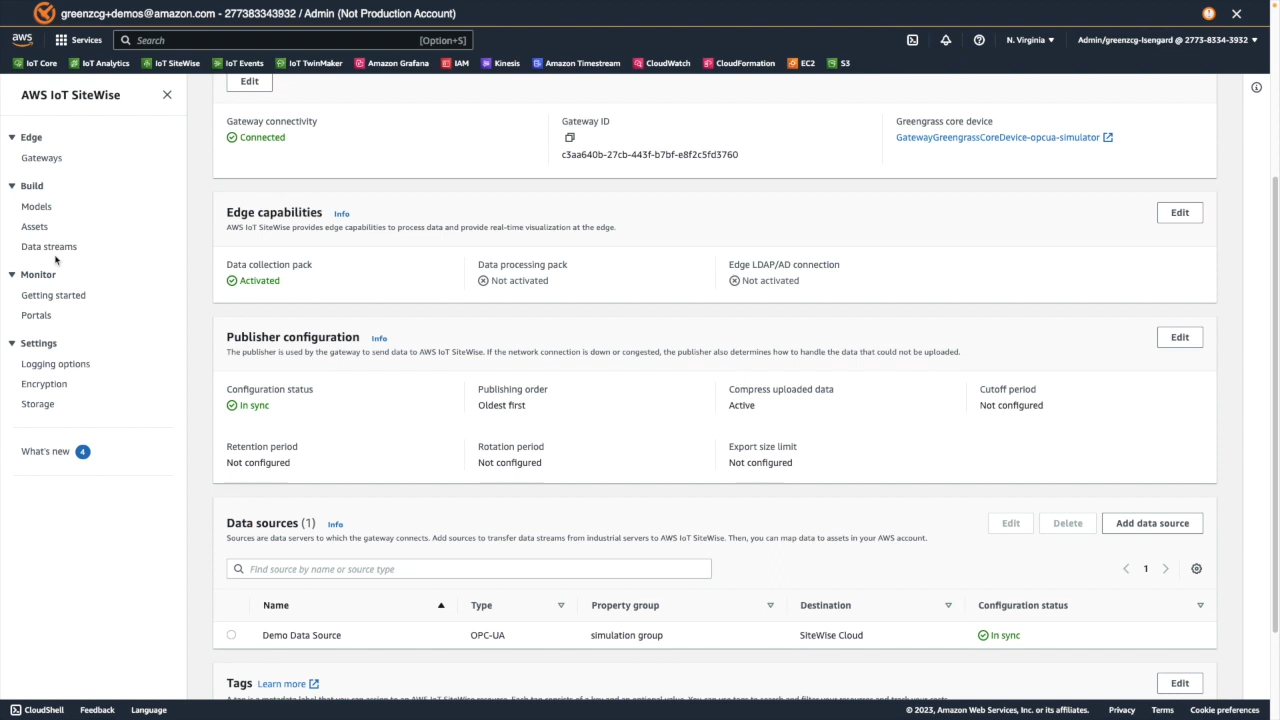 greenzcg+demos@amazon.com - 277383343932 / Admin (Not Production Account)
aws
Services
Search
[Option+S]
N. Virginia
Admin/greenzcg-Isengard @ 2773-8334-3932
IoT Core
IoT Analytics
IoT SiteWise
IoT Events
IoT TwinMaker
Amazon Grafana
IAM
Kinesis
Amazon Timestream
CloudWatch
CloudFormation
EC2
S3
AWS IoT SiteWise
Edge
Gateways
Build
Models
Assets
Data streams
Monitor
Getting started
Portals
Settings
Logging options
Encryption
Storage
What's new 4
Edit
Gateway connectivity
Connected
Gateway ID
c3aa640b-27cb-443f-b7bf-e8f2c5fd3760
Greengrass core device
GatewayGreengrassCoreDevice-opcua-simulator
Edge capabilities Info
AWS IoT SiteWise provides edge capabilities to process data and provide real-time visualization at the edge.
Edit
Data collection pack
Activated
Data processing pack
Not activated
Edge LDAP/AD connection
Not activated
Publisher configuration Info
The publisher is used by the gateway to send data to AWS IoT SiteWise. If the network connection is down or congested, the publisher also determines how to handle the data that could not be uploaded.
Edit
Configuration status
In sync
Publishing order
Oldest first
Compress uploaded data
Active
Cutoff period
Not configured
Retention period
Not configured
Rotation period
Not configured
Export size limit
Not configured
Data sources (1) Info
Sources are data servers to which the gateway connects. Add sources to transfer data streams from industrial servers to AWS IoT SiteWise. Then, you can map data to assets in your AWS account.
Edit
Delete
Add data source
Find source by name or source type
1
Name
Type
Property group
Destination
Configuration status
Demo Data Source
OPC-UA
simulation group
SiteWise Cloud
In sync
Tags Learn more
Edit
CloudShell
Feedback
Language
© 2023, Amazon Web Services, Inc. or its affiliates.
Privacy
Terms
Cookie preferences